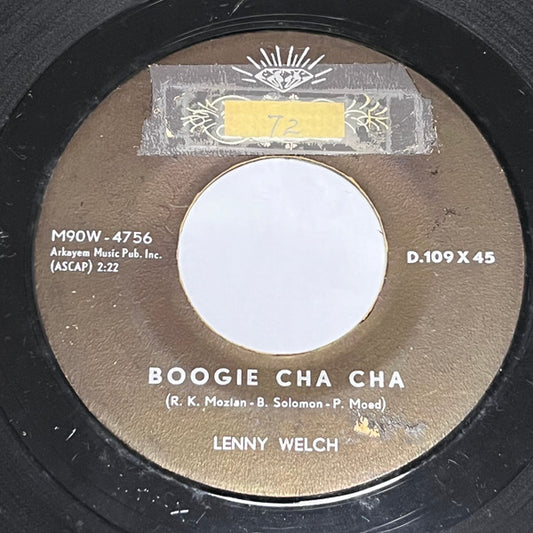 72
M90W-4756
Arkayem Music Pub. Inc.
(ASCAP) 2:22
D.109 X 45
BOOGIE CHA CHA
(R. K. Mozian - B. Solomon - P. Moed)
LENNY WELCH